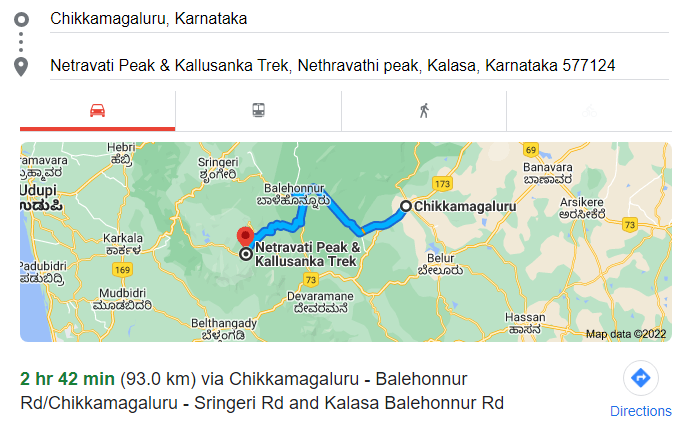 Chikkamagaluru, Karnataka
Netravati Peak & Kallusanka Trek, Nethravathi peak, Kalasa, Karnataka 577124
Hebri
ಹೆಬ್ರಿ
Sringeri
ಶೃಂಗೇರಿ
69
Banavara
ಬಾಣಾವರ
ramavara
ರಹ್ಮಾವರ
Udupi
ಉಡುಪಿ
Balehonnur
ಬಾಳೆಹೊನ್ನೂರು
173
Chikkamagaluru
Arsikere
ಅರಸೀಕೆರೆ
73
Karkala
ಕಾರ್ಕಳ
Netravati Peak &
Kallusanka Trek
Belur
ಬೇಲೂರು
Padubidri
ಪಡುಬಿದ್ರಿ
169
73
Mudbidri
ಮೂಡಬಿದರಿ
Devaramane
ದೇವರಮನೆ
Belthangady
ಬೆಳ್ತಂಗಡಿ
Hassan
ಹಾಸನ
Map data ©2022
2 hr 42 min (93.0 km) via Chikkamagaluru - Balehonnur
Rd/Chikkamagaluru - Sringeri Rd and Kalasa Balehonnur Rd
Directions